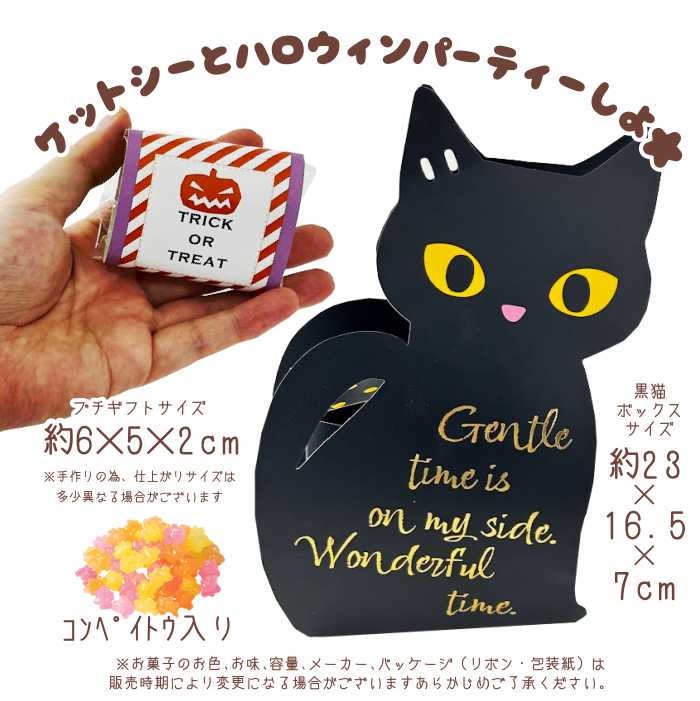 ケットシーとハロウィンパーティーしよ★
TRICK
OR
TREAT
プチギフトサイズ
約6×5×2cm
※手作りの為、仕上がりサイズは
多少異なる場合がございます
コンペイトウ入り
黒猫
ボックス
サイズ
約23
×
16.5
×
7cm
Gentle
time is
on my side.
Wonderful
time.
※お菓子のお色、お味、容量、メーカー、パッケージ（リボン・包装紙）は
販売時期により変更になる場合がございますあらかじめご了承ください。